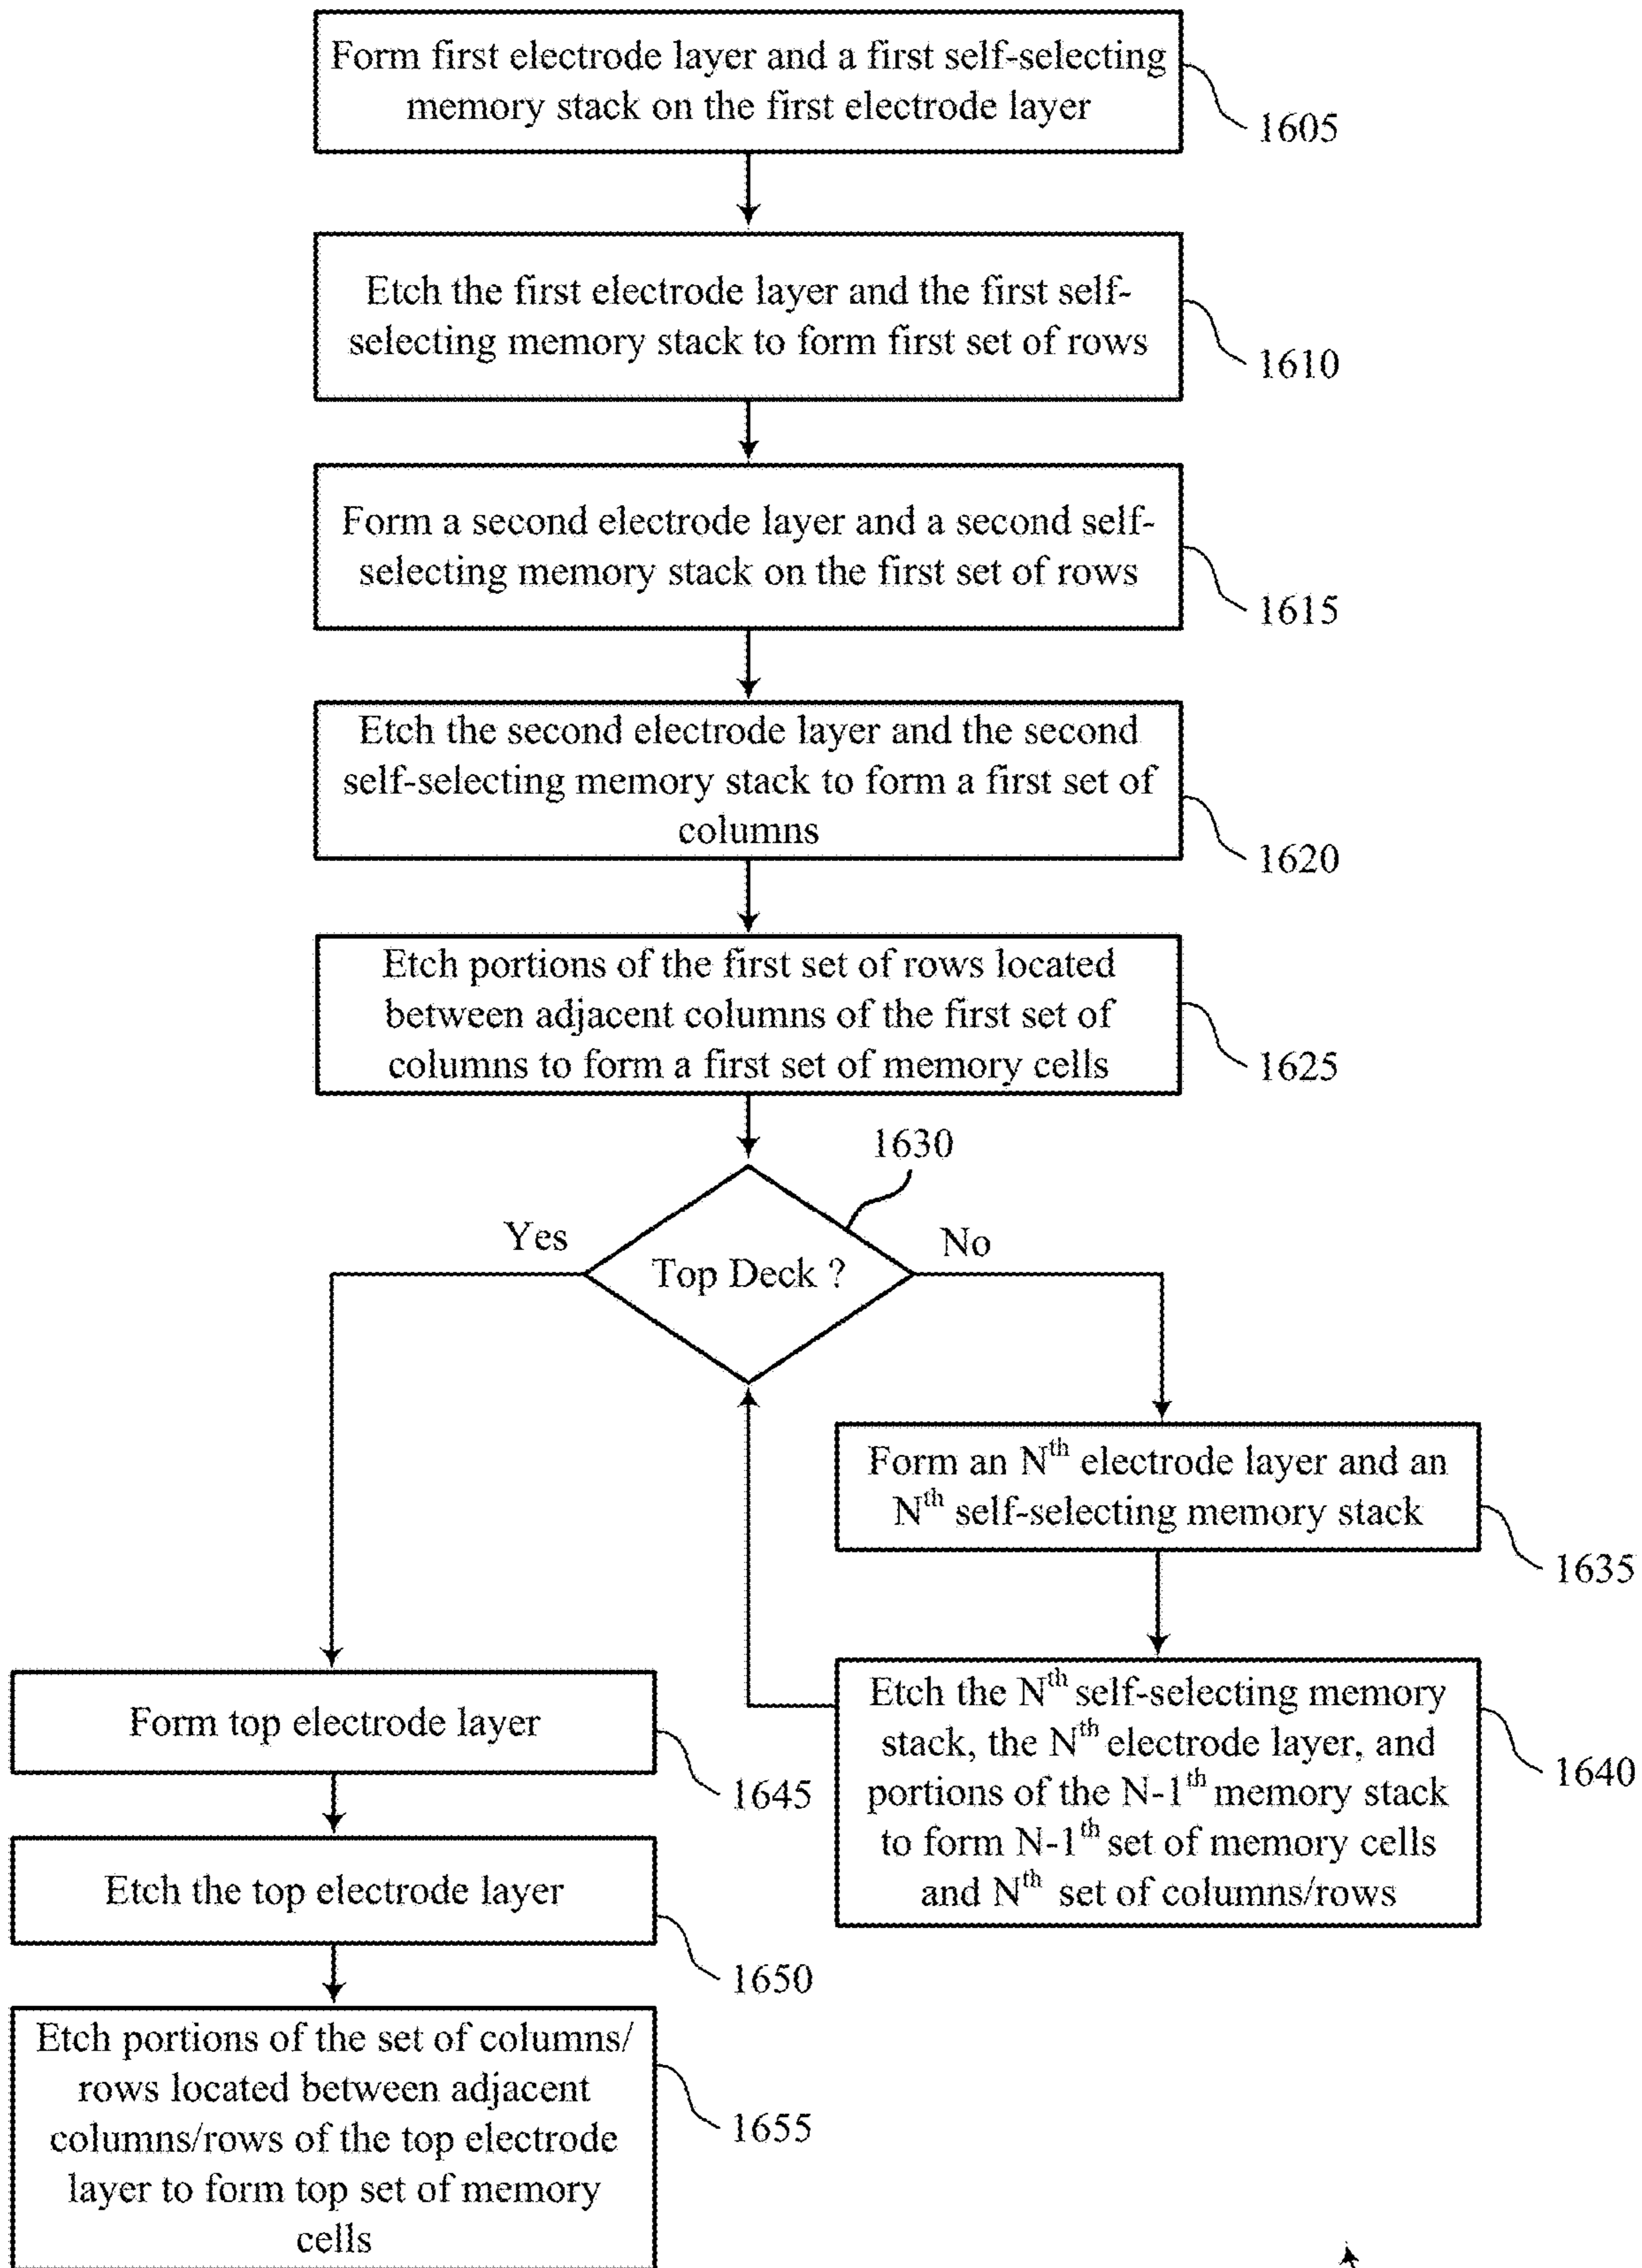 Form first electrode layer and a first self-selecting
memory stack on the first electrode layer
1605
Etch the first electrode layer and the first self-
selecting memory stack to form first set of rows
1610
Form a second electrode layer and a second self-
selecting memory stack on the first set of rows
1615
Etch the second electrode layer and the second
self-selecting memory stack to form a first set of
columns
1620
Etch portions of the first set of rows located
between adjacent columns of the first set of
columns to form a first set of memory cells
1625
1630
Yes
No
Top Deck ?
Form an Nth electrode layer and an
Nth self-selecting memory stack
1635
Etch the Nth self-selecting memory
stack, the Nth electrode layer, and
portions of the N-1th memory stack
to form N-1th set of memory cells
and Nth set of columns/rows
1640
Form top electrode layer
1645
Etch the top electrode layer
1650
Etch portions of the set of columns/
rows located between adjacent
columns/rows of the top electrode
layer to form top set of memory
cells
1655